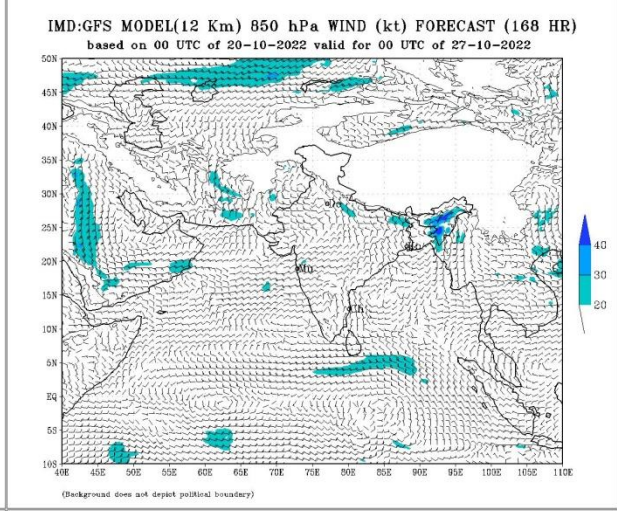 IMD:GFS MODEL(12 Km) 850 hPa WIND (kt) FORECAST (168 HR)
based on 00 UTC of 20-10-2022 valid for 00 UTC of 27-10-2022
50N
45N
40N
35N
30N
25N
20N
15N
10N
5N
EQ
5S
10S
40E 45E 50E 55E 60E 65E 70E 75E 80E 85E 90E 95E 100E 105E 110E
40
30
20
(Background does not depict political boundary)